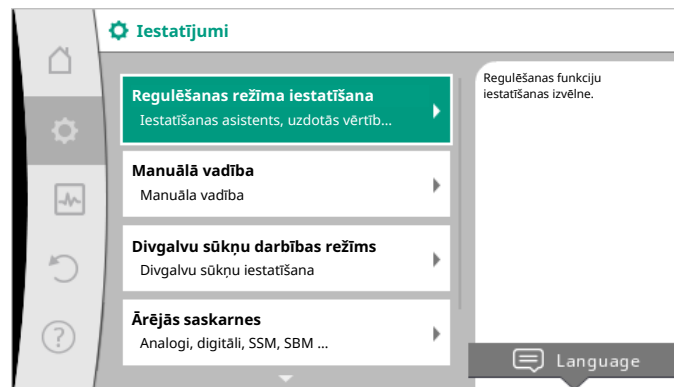 Iestatījumi
Regulēšanas režīma iestatīšana
Iestatīšanas asistents, uzdotās vērtīb...
Manuālā vadība
Manuāla vadība
Divgalvu sūkņu darbības režīms
Divgalvu sūkņu iestatīšana
Ārējās saskarnes
Analogi, digitāli, SSM, SBM ...
Regulēšanas funkciju
iestatīšanas izvēlne.
Language